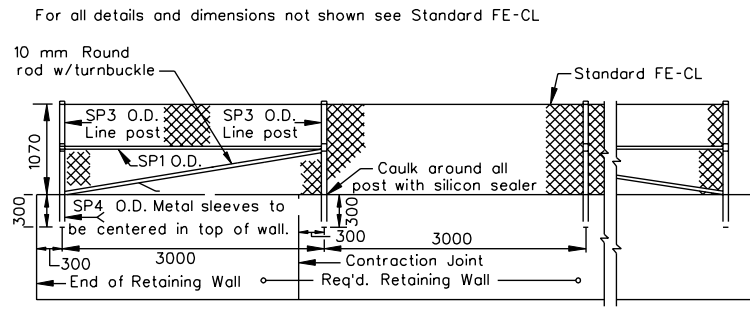 For all details and dimensions not shown see Standard FE-CL
10 mm Round
rod w/turnbuckle
Standard FE-CL
SP3 O.D.
Line post
SP3 O.D.
Line post
1070
SP1 O.D.
Caulk around all
post with silicon sealer
300
SP4 O.D. Metal sleeves to
be centered in top of wall.
300
300
3000
3000
300
Contraction Joint
End of Retaining Wall
Req'd. Retaining Wall